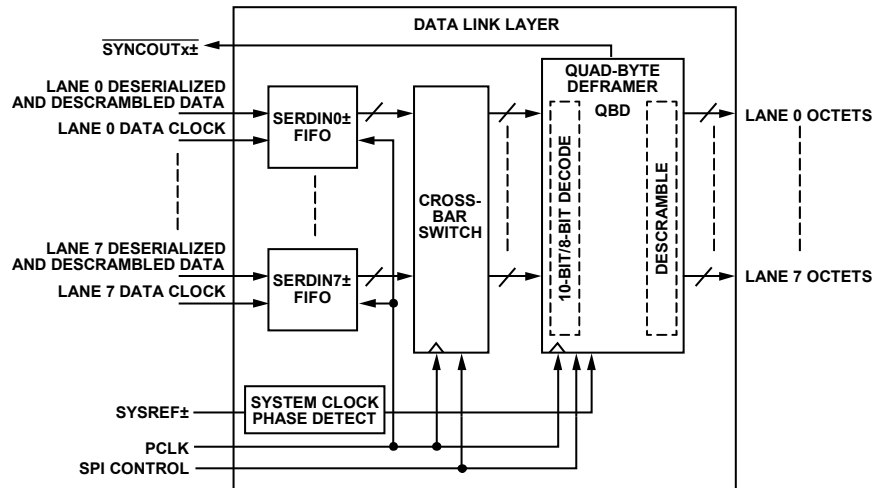 DATA LINK LAYER
SYNCOUTx±
QUAD-BYTE
DEFRAMER
QBD
LANE 0 DESERIALIZED
AND DESCRAMBLED DATA
LANE 0 DATA CLOCK
SERDIN0±
FIFO
LANE 0 OCTETS
CROSS-
BAR
SWITCH
10-BIT/8-BIT DECODE
DESCRAMBLE
LANE 7 DESERIALIZED
AND DESCRAMBLED DATA
LANE 7 DATA CLOCK
SERDIN7±
FIFO
LANE 7 OCTETS
SYSREF±
SYSTEM CLOCK
PHASE DETECT
PCLK
SPI CONTROL